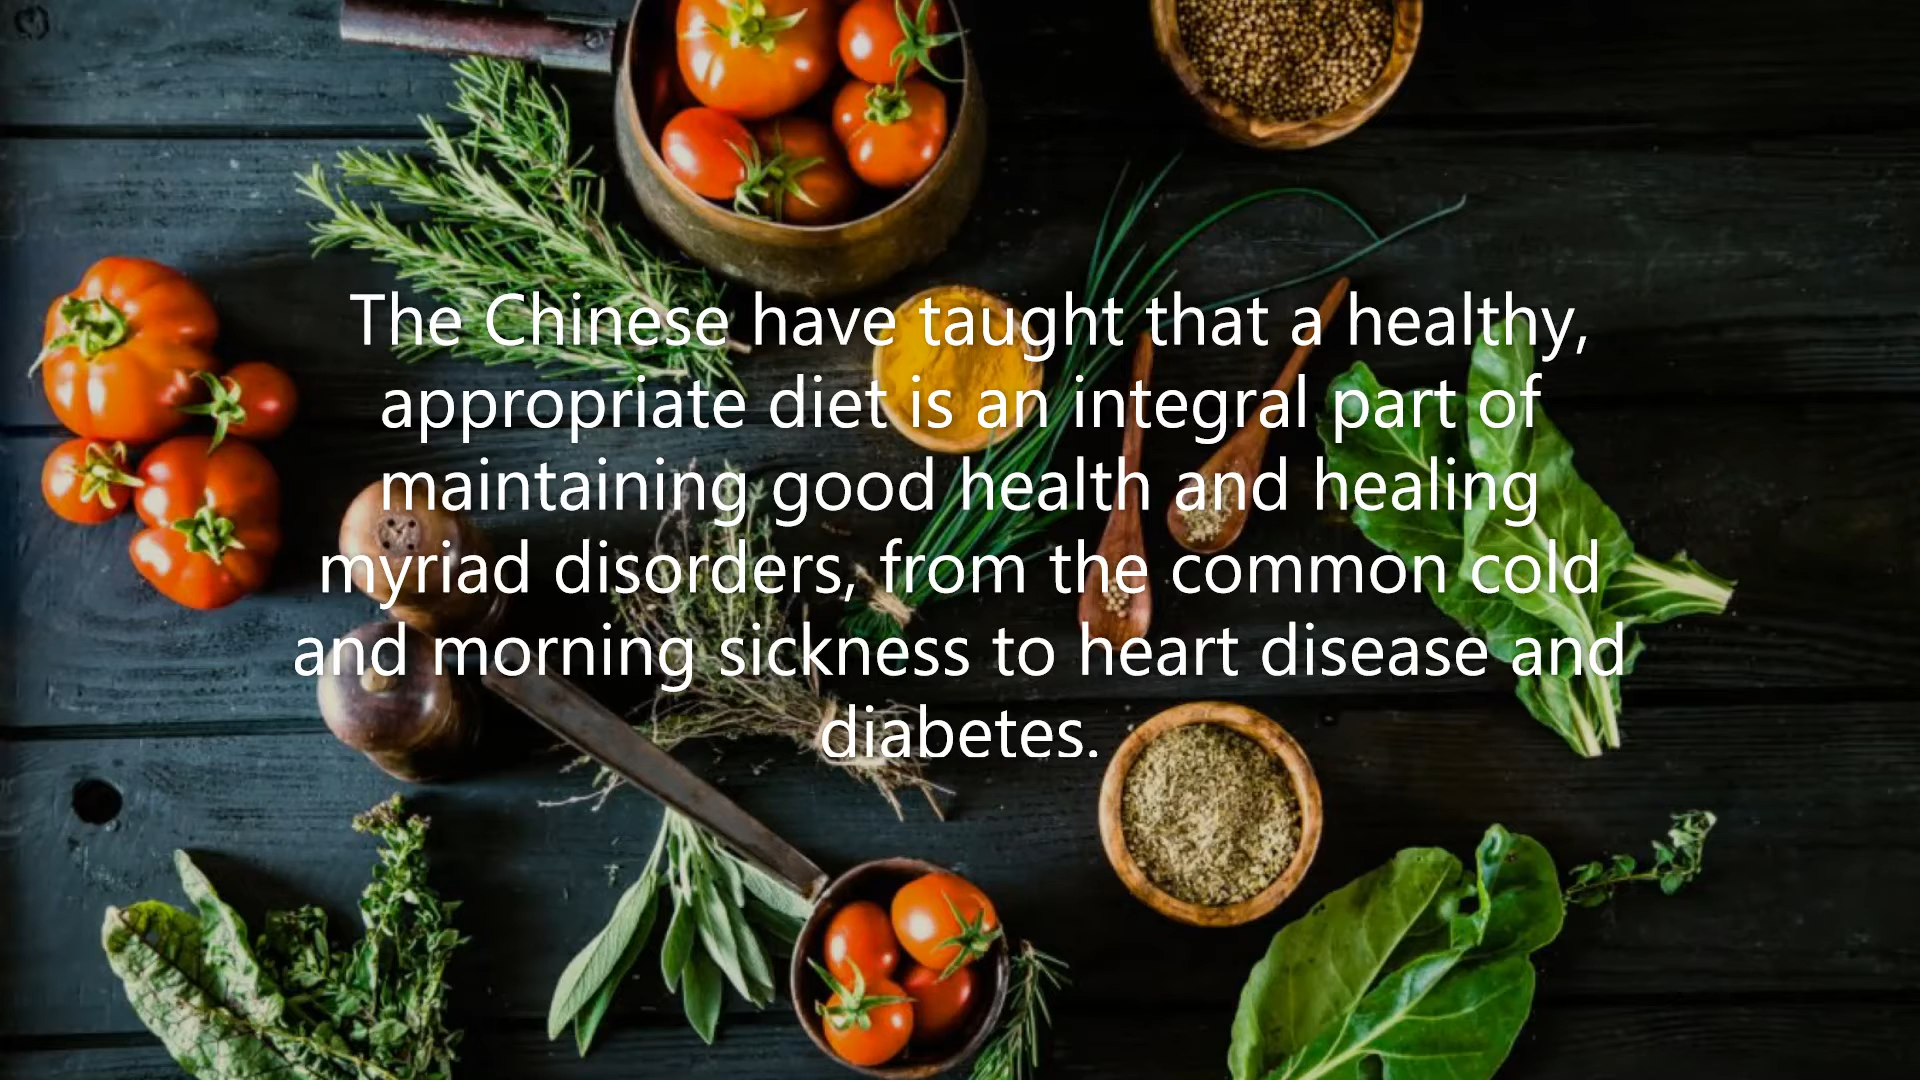 The Chinese have taught that a healthy,
appropriate diet is an integral part of
maintaining good health and healing
myriad disorders, from the common cold
and morning sickness to heart disease and
diabetes.